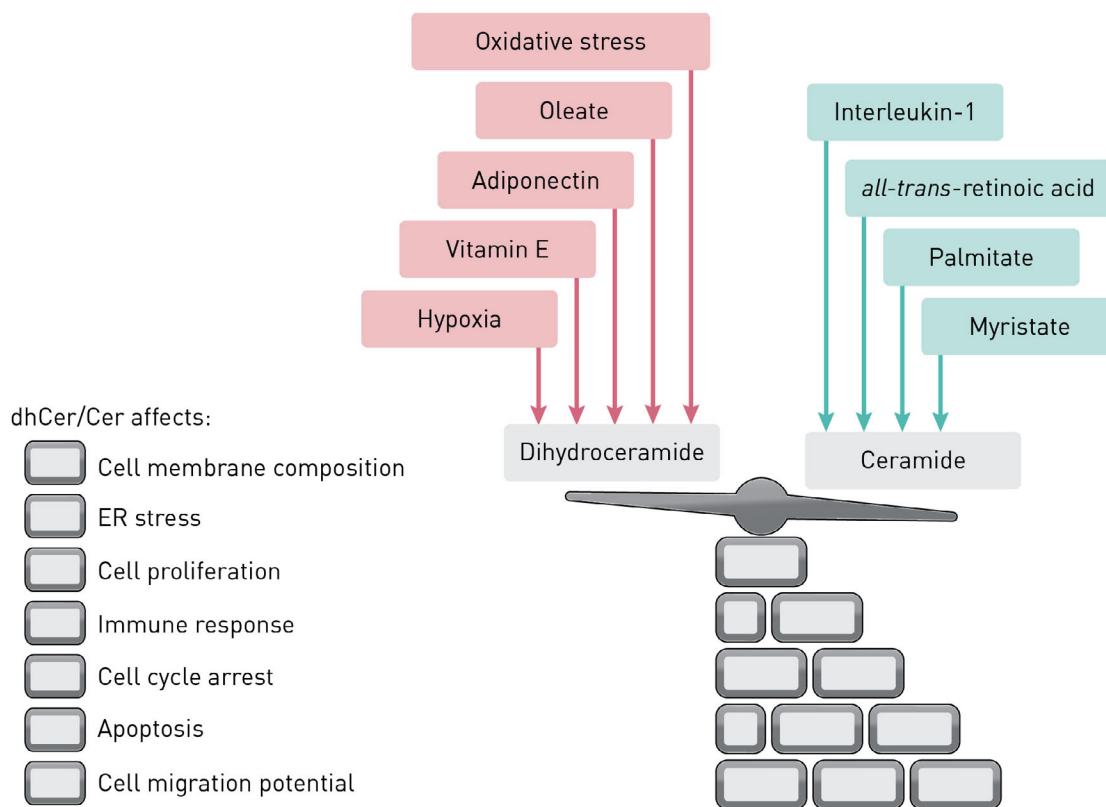 Oxidative stress
Oleate
Adiponectin
Vitamin E
Hypoxia
Interleukin-1
all-trans-retinoic acid
Palmitate
Myristate
Dihydroceramide
Ceramide
dhCer/Cer affects:
Cell membrane composition
ER stress
Cell proliferation
Immune response
Cell cycle arrest
Apoptosis
Cell migration potential